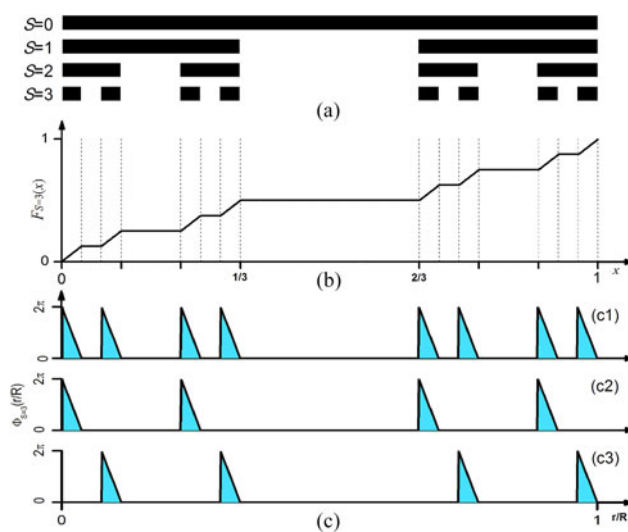 S=0
S=1
S=2
S=3
(a)
1
F_{S=3}(x)
0
0 1/3 2/3 1 x
(b)
2π
0
(c1)
2π
0
(c2)
Φ_{S=3}(r/R)
2π
0
(c3)
0 1 r/R
(c)